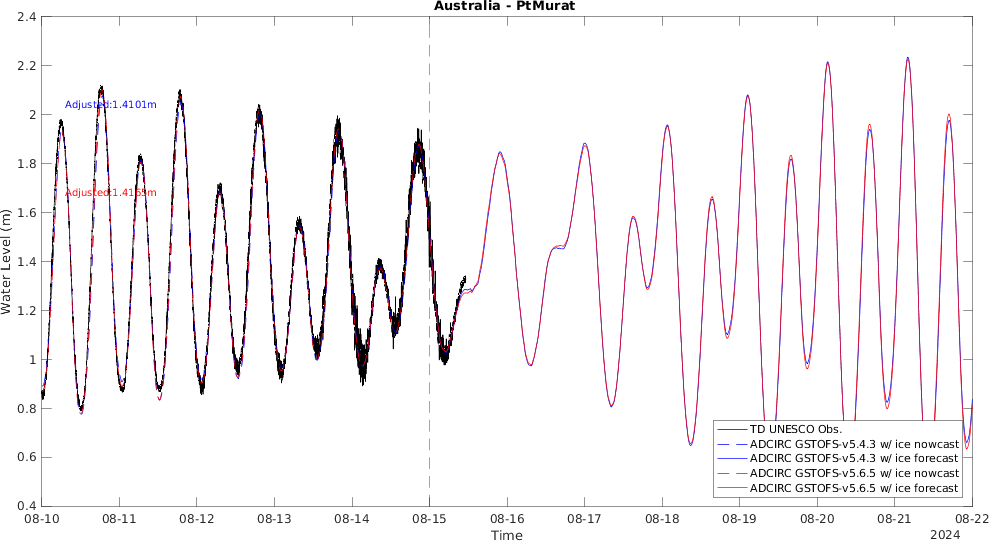 Australia - PtMurat
2.4
2.2
2
1.8
1.6
1.4
1.2
1
0.8
0.6
0.4
Water Level (m)
Adjusted:1.4101m
Adjusted:1.4165m
TD UNESCO Obs.
ADCIRC GSTOFS-v5.4.3 w/ ice nowcast
ADCIRC GSTOFS-v5.4.3 w/ ice forecast
ADCIRC GSTOFS-v5.6.5 w/ ice nowcast
ADCIRC GSTOFS-v5.6.5 w/ ice forecast
08-10 08-11 08-12 08-13 08-14 08-15 08-16 08-17 08-18 08-19 08-20 08-21 08-22
Time
2024